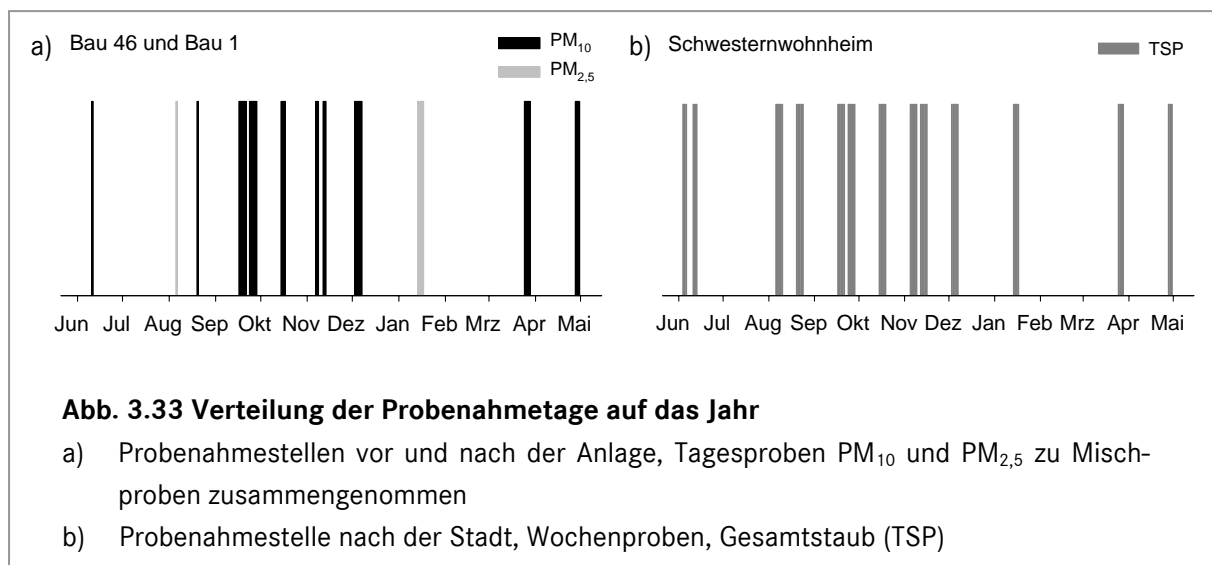 a) Bau 46 und Bau 1
PM10
PM2,5
Jun Jul Aug Sep Okt Nov Dez Jan Feb Mrz Apr Mai
b) Schwesternwohnheim
TSP
Jun Jul Aug Sep Okt Nov Dez Jan Feb Mrz Apr Mai
Abb. 3.33 Verteilung der Probenahmetage auf das Jahr
a) Probenahmestellen vor und nach der Anlage, Tagesproben PM10 und PM2,5 zu Misch-
proben zusammengenommen
b) Probenahmestelle nach der Stadt, Wochenproben, Gesamtstaub (TSP)